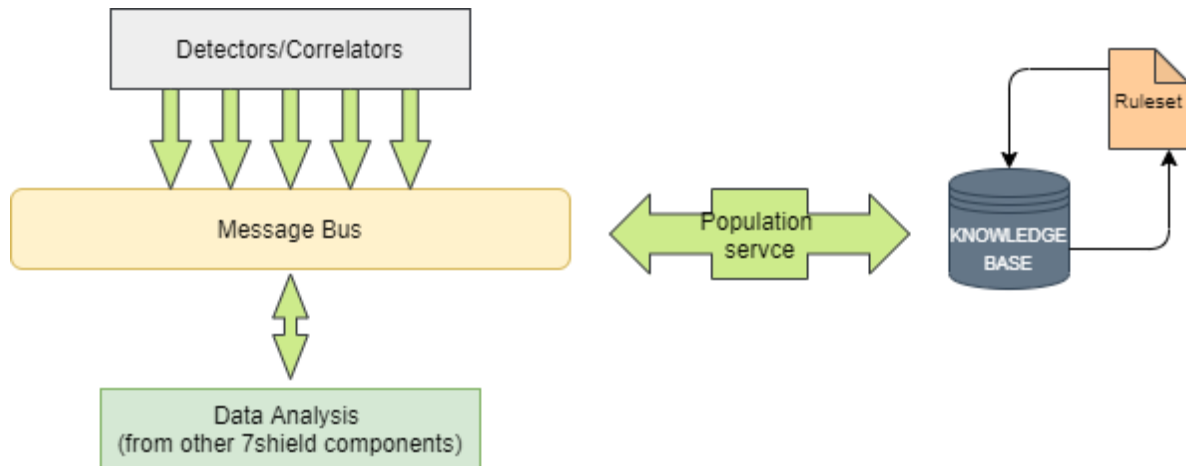 Detectors/Correlators
Ruleset
Message Bus
Population
servce
KNOWLEDGE
BASE
Data Analysis
(from other 7shield components)